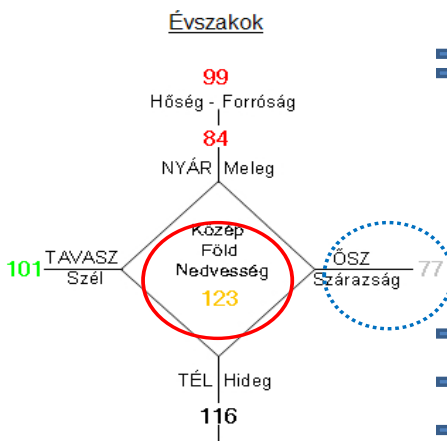 Évszakok
99
Hőség - Forróság
84
NYÁR Meleg
Közép
Föld
Nedvesség
123
101 TAVASZ
Szél
ŐSZ 77
Szárazság
TÉL Hideg
116